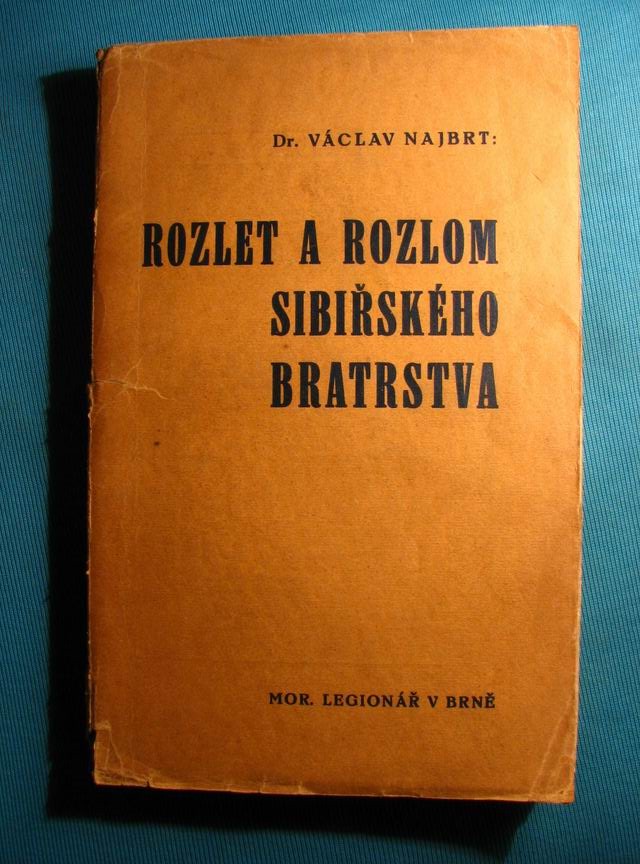 Dr. VÁCLAV NAJBRT:
ROZLET A ROZLOM
SIBIŘSKÉHO
BRATRSTVA
MOR. LEGIONÁŘ V BRNĚ